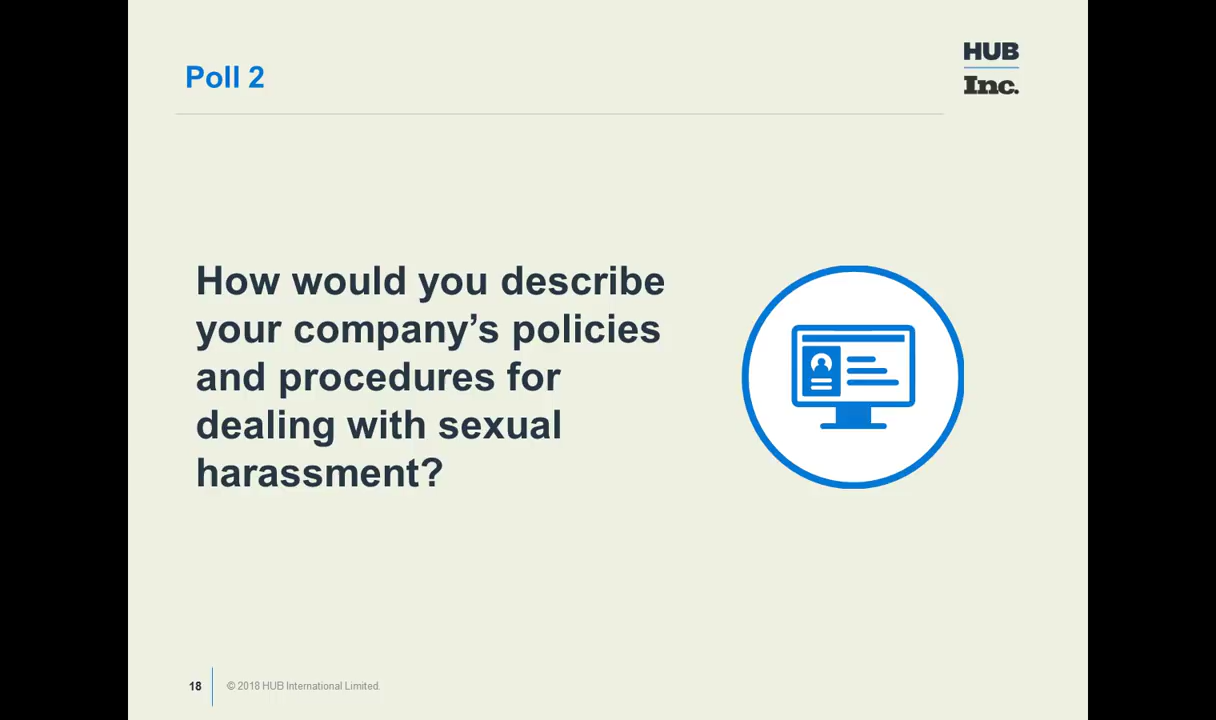 Poll 2
HUB
Inc.
How would you describe
your company’s policies
and procedures for
dealing with sexual
harassment?
18
© 2018 HUB International Limited.